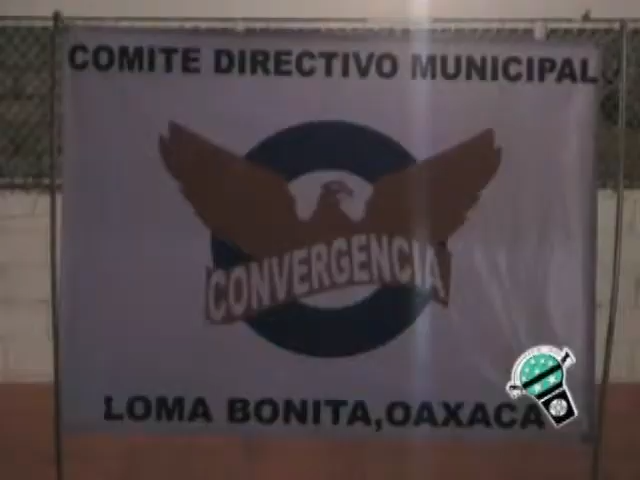 COMITE DIRECTIVO MUNICIPAL
CONVERGENCIA
LOMA BONITA,OAXACA